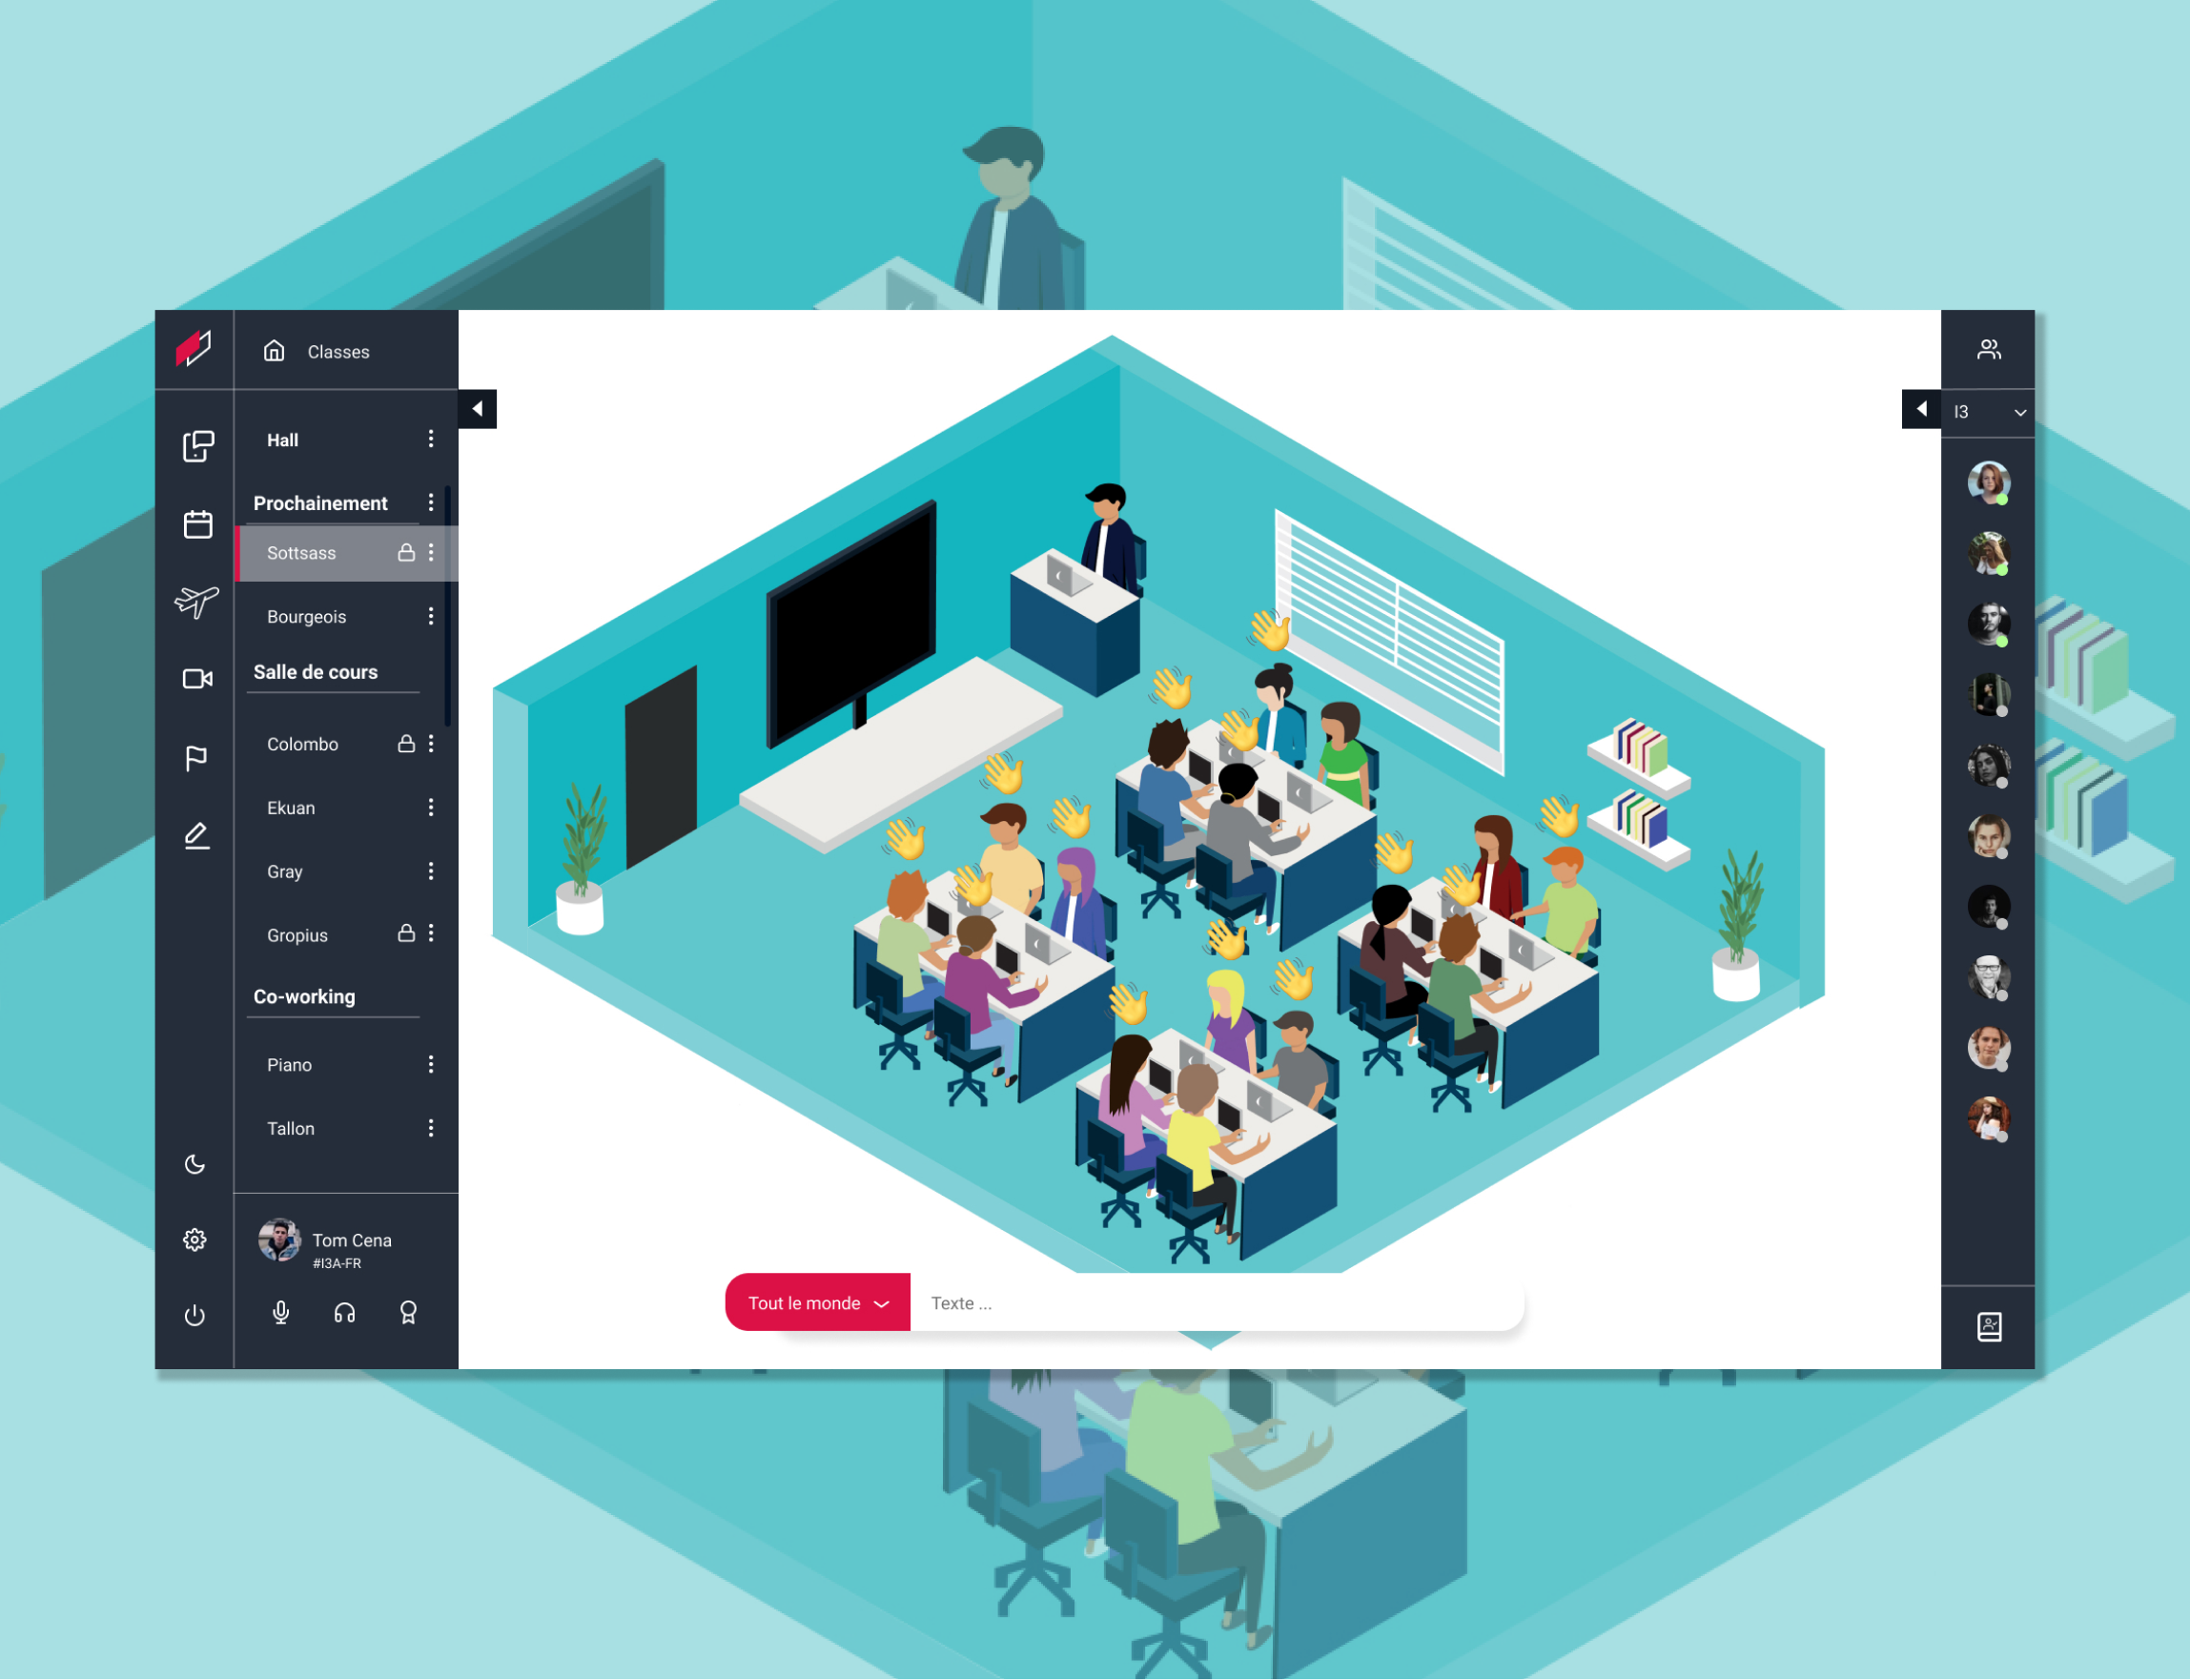 Classes
Hall
Prochainement
Sottsass
Bourgeois
Salle de cours
Colombo
Ekuan
Gray
Gropius
Co-working
Piano
Tallon
Tom Cena
#I3A-FR
Tout le monde
Texte ...
I3